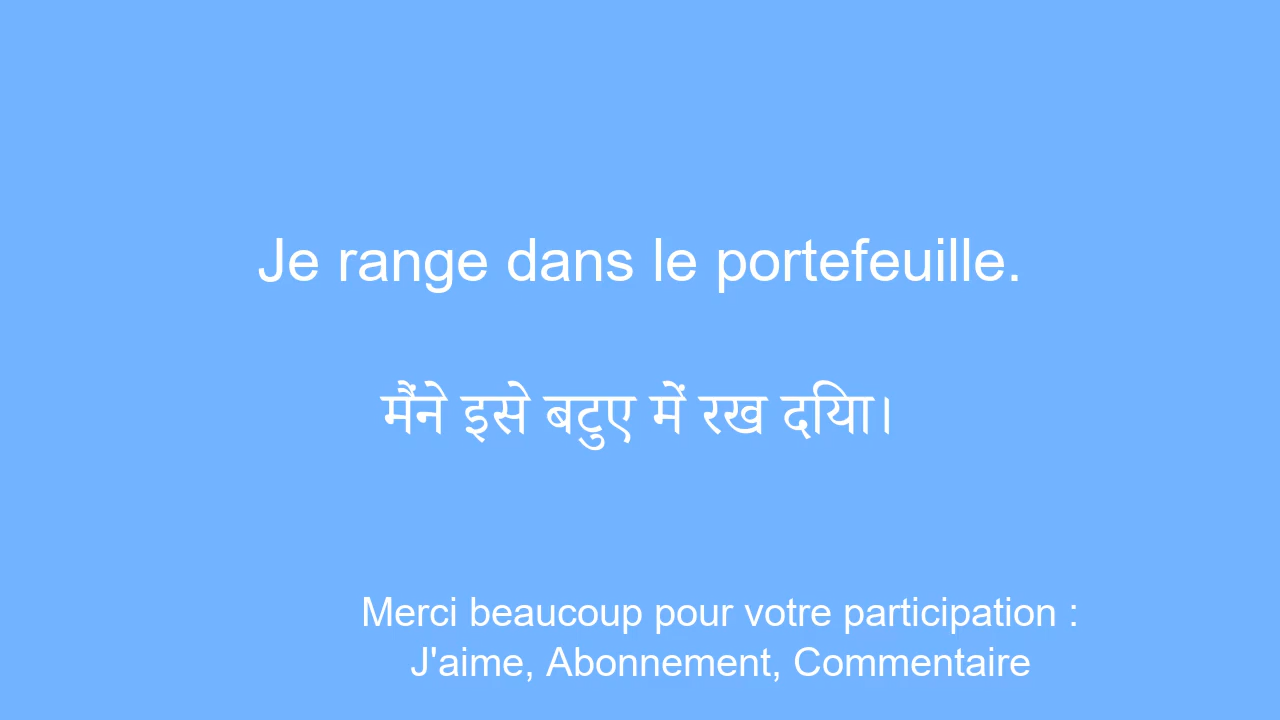 Je range dans le portefeuille.
मैंने इसे बटुए में रख दिया।
Merci beaucoup pour votre participation :
J'aime, Abonnement, Commentaire